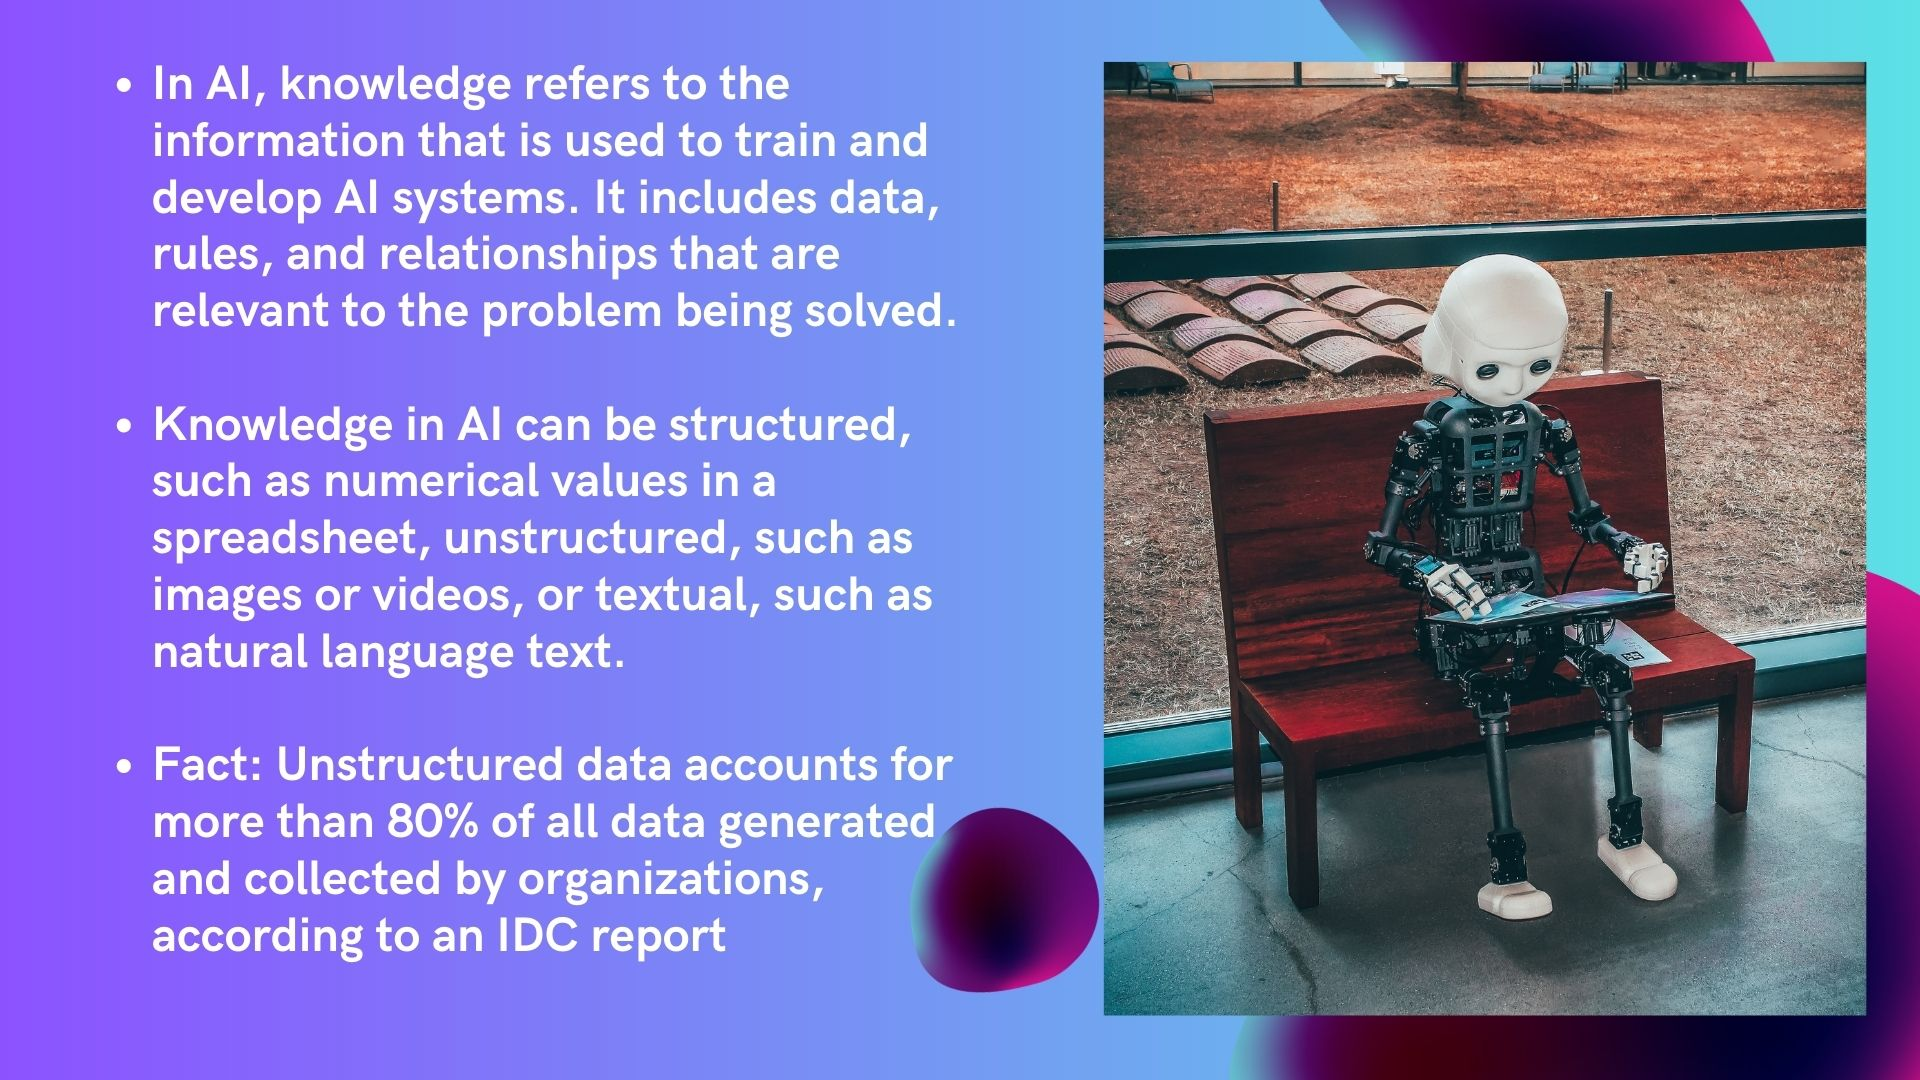 • In AI, knowledge refers to the
information that is used to train and
develop AI systems. It includes data,
rules, and relationships that are
relevant to the problem being solved.
• Knowledge in AI can be structured,
such as numerical values in a
spreadsheet, unstructured, such as
images or videos, or textual, such as
natural language text.
• Fact: Unstructured data accounts for
more than 80% of all data generated
and collected by organizations,
according to an IDC report